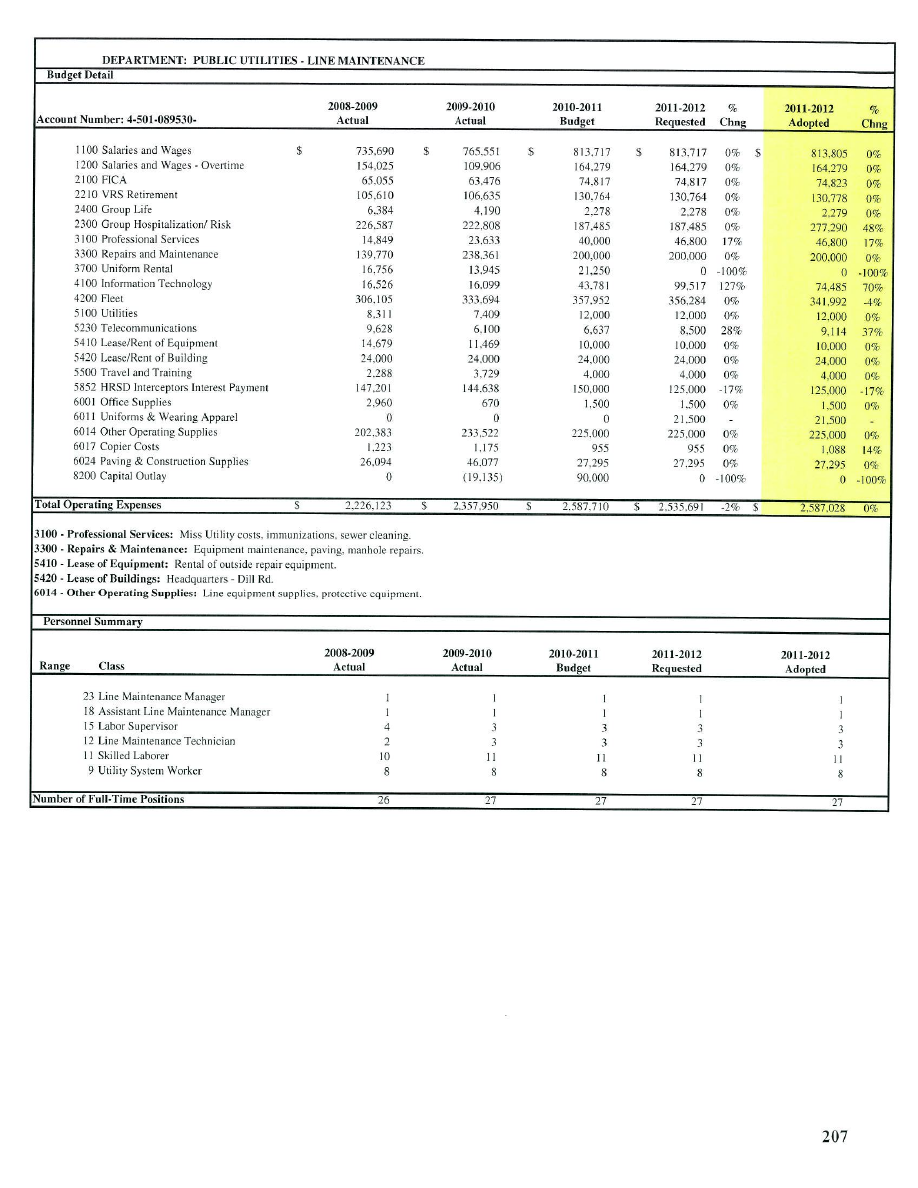 DEPARTMENT: PUBLIC UTILITIES - LINE MAINTENANCE
Budget Detail
2008-2009 2009-2010 2010-2011 2011-2012 % 2011-2012 %
Account Number: 4-501-089530- Actual Actual Budget Requested Chng Adopted Chng
1100 Salaries and Wages $ 735,690 $ 765,551 $ 813,717 $ 813,717 0% $ 813,805 0%
1200 Salaries and Wages - Overtime 154,025 109,906 164,279 164,279 0% 164,279 0%
2100 FICA 65,055 63,476 74,817 74,817 0% 74,823 0%
2210 VRS Retirement 105,610 106,635 130,764 130,764 0% 130,778 0%
2400 Group Life 6,384 4,190 2,278 2,278 0% 2,279 0%
2300 Group Hospitalization/ Risk 226,587 222,808 187,485 187,485 0% 277,290 48%
3100 Professional Services 14,849 23,633 40,000 46,800 17% 46,800 17%
3300 Repairs and Maintenance 139,770 238,361 200,000 200,000 0% 200,000 0%
3700 Uniform Rental 16,756 13,945 21,250 0 -100% 0 -100%
4100 Information Technology 16,526 16,099 43,781 99,517 127% 74,485 70%
4200 Fleet 306,105 333,694 357,952 356,284 0% 341,992 -4%
5100 Utilities 8,311 7,409 12,000 12,000 0% 12,000 0%
5230 Telecommunications 9,628 6,100 6,637 8,500 28% 9,114 37%
5410 Lease/Rent of Equipment 14,679 11,469 10,000 10,000 0% 10,000 0%
5420 Lease/Rent of Building 24,000 24,000 24,000 24,000 0% 24,000 0%
5500 Travel and Training 2,288 3,729 4,000 4,000 0% 4,000 0%
5852 HRSD Interceptors Interest Payment 147,201 144,638 150,000 125,000 -17% 125,000 -17%
6001 Office Supplies 2,960 670 1,500 1,500 0% 1,500 0%
6011 Uniforms & Wearing Apparel 0 0 0 21,500 - 21,500 -
6014 Other Operating Supplies 202,383 233,522 225,000 225,000 0% 225,000 0%
6017 Copier Costs 1,223 1,175 955 955 0% 1,088 14%
6024 Paving & Construction Supplies 26,094 46,077 27,295 27,295 0% 27,295 0%
8200 Capital Outlay 0 (19,135) 90,000 0 -100% 0 -100%
Total Operating Expenses $ 2,226,123 $ 2,357,950 $ 2,587,710 $ 2,535,691 -2% $ 2,587,028 0%
3100 - Professional Services: Miss Utility costs, immunizations, sewer cleaning.
3300 - Repairs & Maintenance: Equipment maintenance, paving, manhole repairs.
5410 - Lease of Equipment: Rental of outside repair equipment.
5420 - Lease of Buildings: Headquarters - Dill Rd.
6014 - Other Operating Supplies: Line equipment supplies, protective equipment.
Personnel Summary
2008-2009 2009-2010 2010-2011 2011-2012 2011-2012
Range Class Actual Actual Budget Requested Adopted
23 Line Maintenance Manager 1 1 1 1 1
18 Assistant Line Maintenance Manager 1 1 1 1 1
15 Labor Supervisor 4 3 3 3 3
12 Line Maintenance Technician 2 3 3 3 3
11 Skilled Laborer 10 11 11 11 11
9 Utility System Worker 8 8 8 8 8
Number of Full-Time Positions 26 27 27 27 27
207